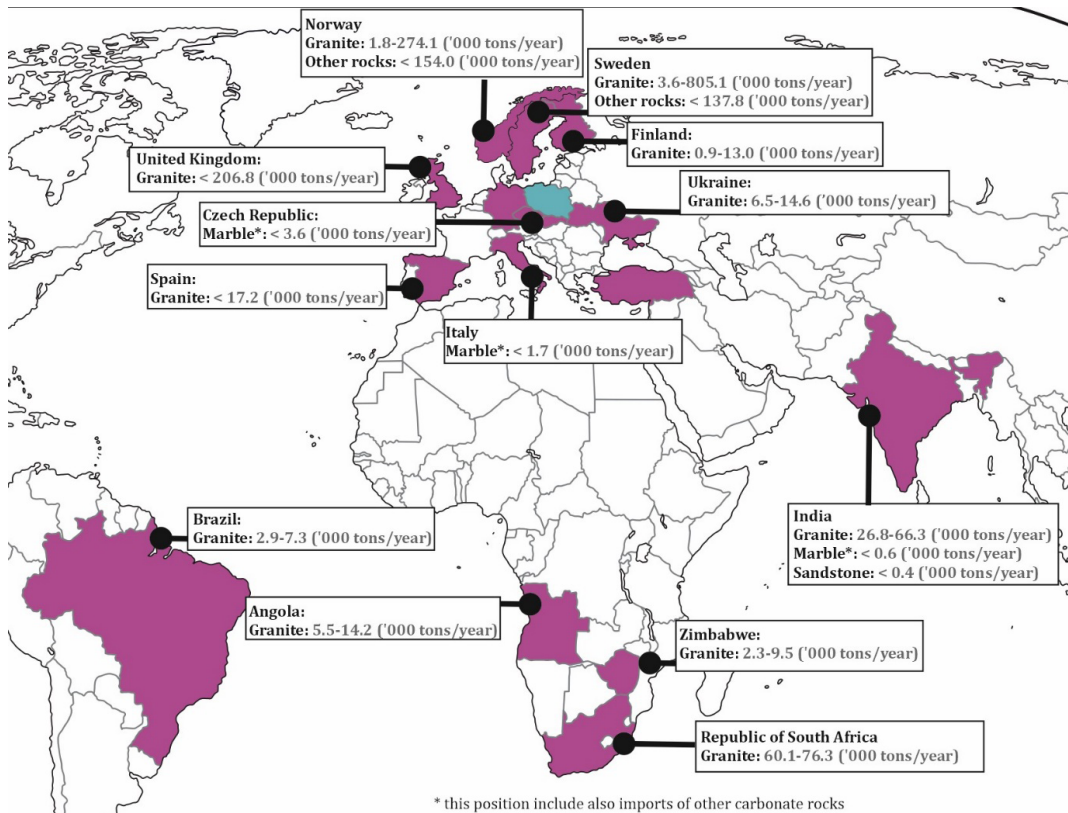 Norway
Granite: 1.8-274.1 ('000 tons/year)
Other rocks: < 154.0 ('000 tons/year)
Sweden
Granite: 3.6-805.1 ('000 tons/year)
Other rocks: < 137.8 ('000 tons/year)
Finland
Granite: 0.9-13.0 ('000 tons/year)
United Kingdom:
Granite: < 206.8 ('000 tons/year)
Ukraine:
Granite: 6.5-14.6 ('000 tons/year)
Czech Republic:
Marble*: < 3.6 ('000 tons/year)
Spain:
Granite: < 17.2 ('000 tons/year)
Italy
Marble*: < 1.7 ('000 tons/year)
India
Granite: 26.8-66.3 ('000 tons/year)
Marble*: < 0.6 ('000 tons/year)
Sandstone: < 0.4 ('000 tons/year)
Brazil:
Granite: 2.9-7.3 ('000 tons/year)
Angola:
Granite: 5.5-14.2 ('000 tons/year)
Zimbabwe:
Granite: 2.3-9.5 ('000 tons/year)
Republic of South Africa
Granite: 60.1-76.3 ('000 tons/year)
* this position include also imports of other carbonate rocks